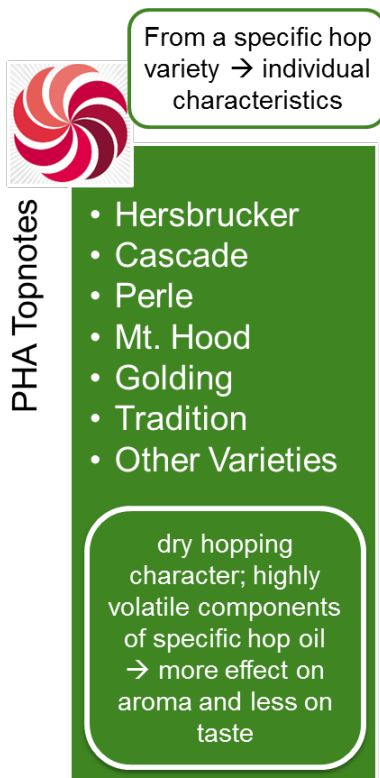 From a specific hop
variety → individual
characteristics
PHA Topnotes
• Hersbrucker
• Cascade
• Perle
• Mt. Hood
• Golding
• Tradition
• Other Varieties
dry hopping
character; highly
volatile components
of specific hop oil
→ more effect on
aroma and less on
taste